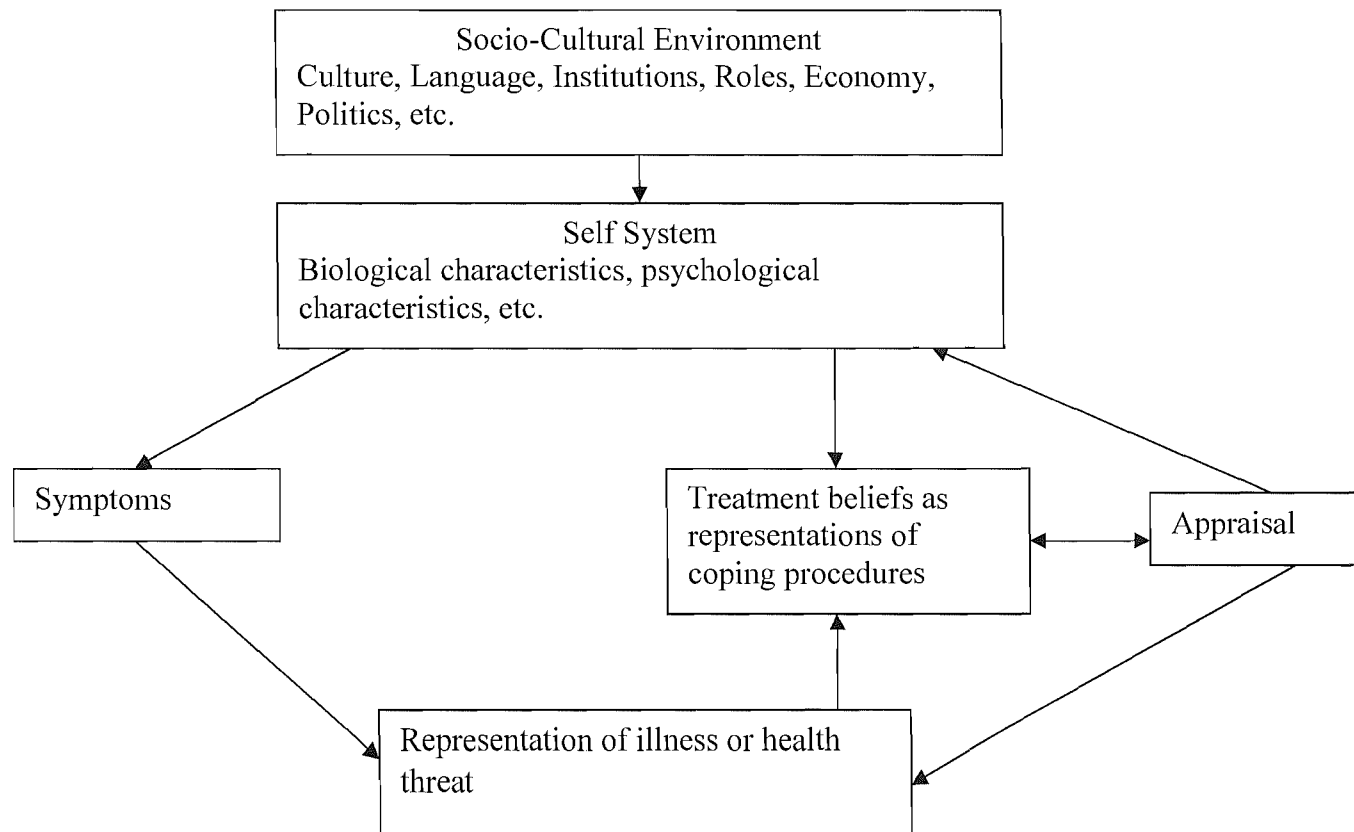 Socio-Cultural Environment
Culture, Language, Institutions, Roles, Economy,
Politics, etc.
Self System
Biological characteristics, psychological
characteristics, etc.
Symptoms
Treatment beliefs as
representations of
coping procedures
Appraisal
Representation of illness or health
threat